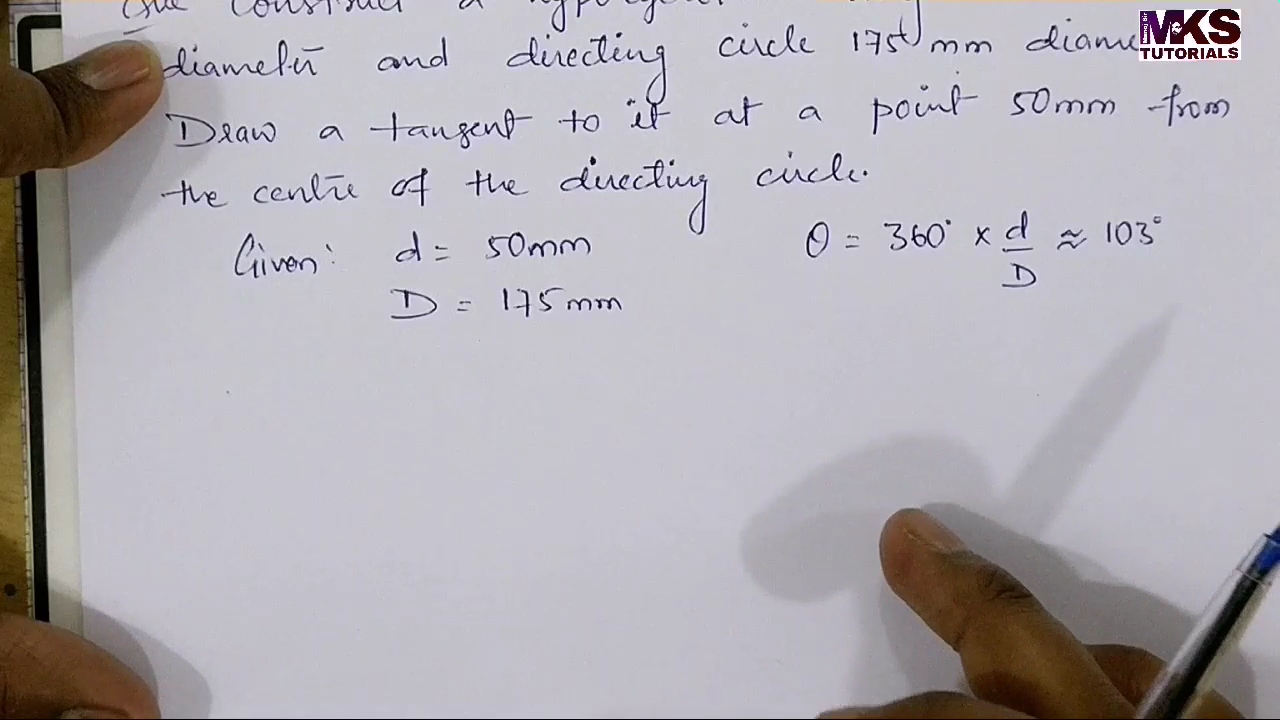 Construct a
diameter and directing circle 175 mm
MKS
TUTORIALS
Draw a tangent to it at a point 50mm from
the centre of the directing circle.
Given: d = 50mm
θ = 360° × d/D ≈ 103°
D = 175mm